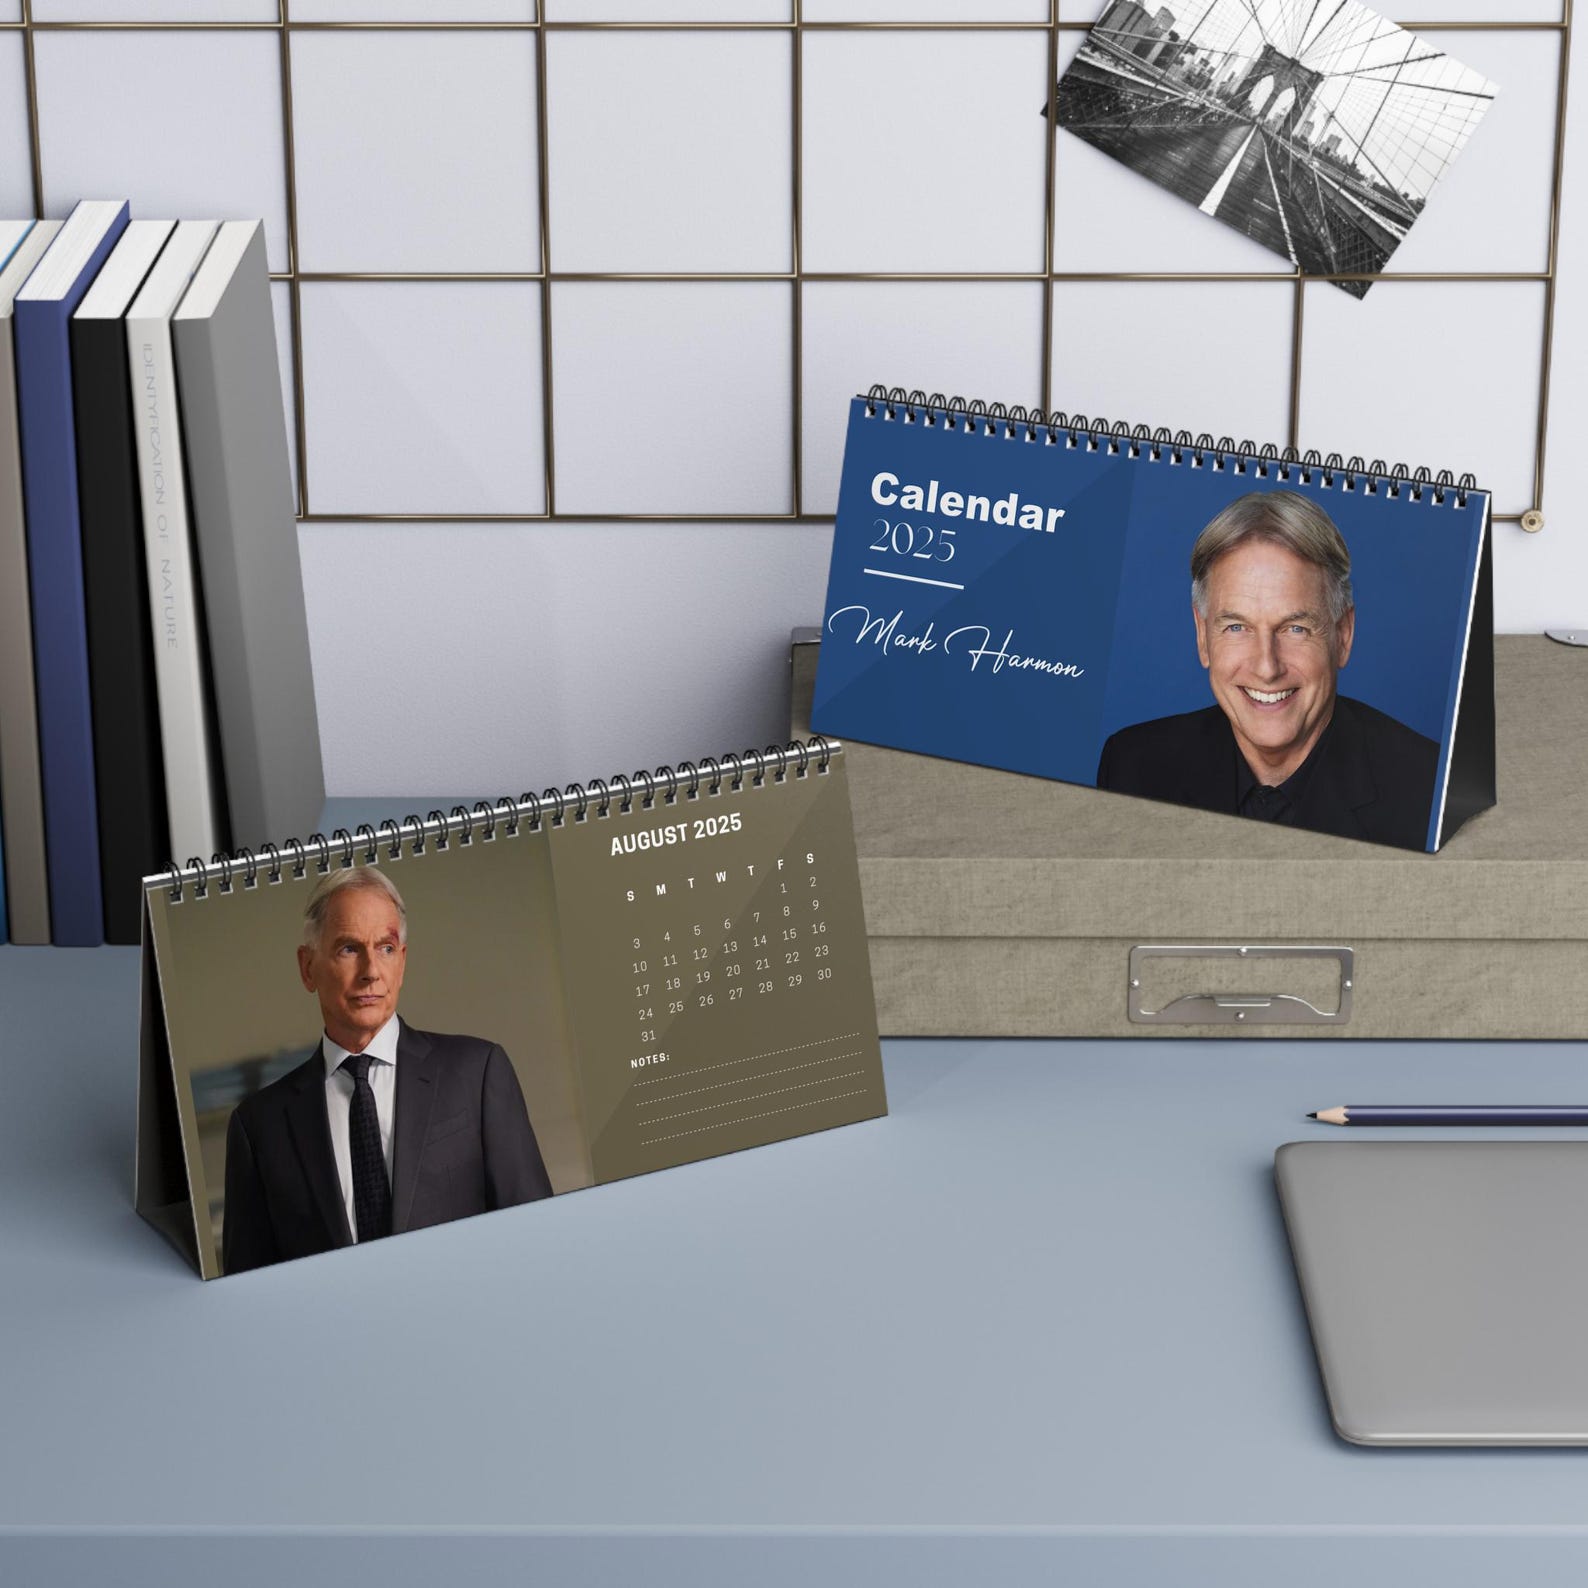 IDENTYFICATION OF NATURE
Calendar
2025
Mark Harmon
AUGUST 2025
S M T W T F S
1 2
3 4 5 6 7 8 9
10 11 12 13 14 15 16
17 18 19 20 21 22 23
24 25 26 27 28 29 30
31
NOTES: